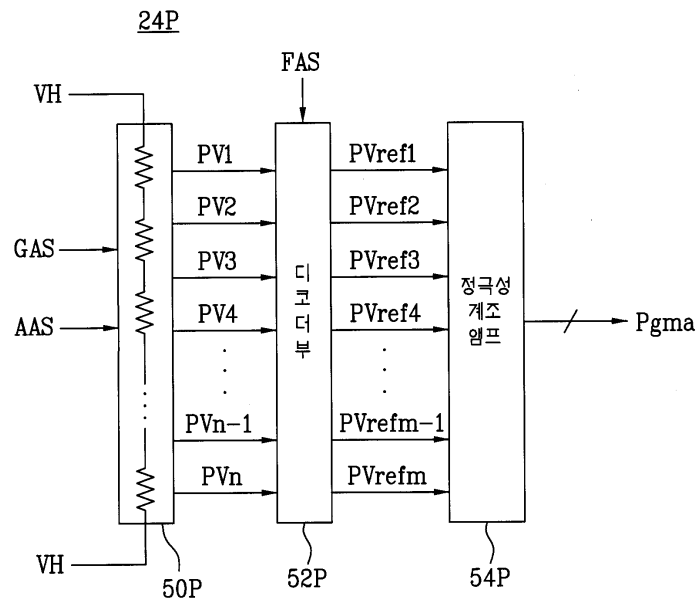 24P
FAS
VH
PV1
PVref1
PV2
PVref2
GAS
PV3
PVref3
AAS
PV4
PVref4
디코더부
정극성
계조
앰프
Pgma
PVn-1
PVrefm-1
PVn
PVrefm
VH
50P
52P
54P